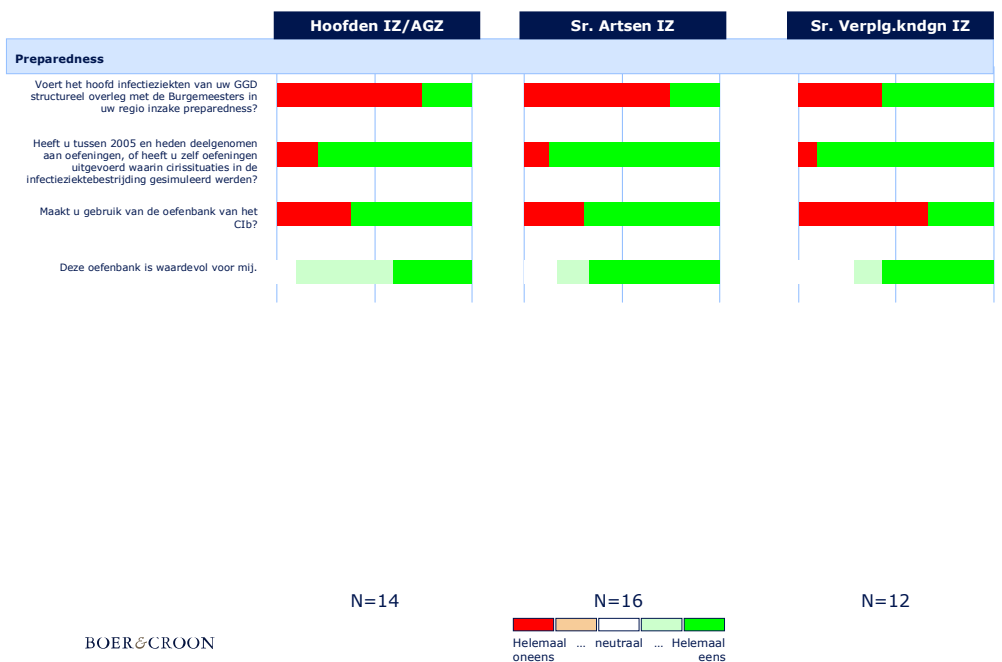 Hoofden IZ/AGZ
Sr. Artsen IZ
Sr. Verplg.kndgn IZ
Preparedness
Voert het hoofd infectieziekten van uw GGD
structureel overleg met de Burgemeesters in
uw regio inzake preparedness?
Heeft u tussen 2005 en heden deelgenomen
aan oefeningen, of heeft u zelf oefeningen
uitgevoerd waarin cirissituaties in de
infectieziektebestrijding gesimuleerd werden?
Maakt u gebruik van de oefenbank van het
CIb?
Deze oefenbank is waardevol voor mij.
N=14
N=16
N=12
BOER&CROON
Helemaal ... neutraal ... Helemaal
oneens eens